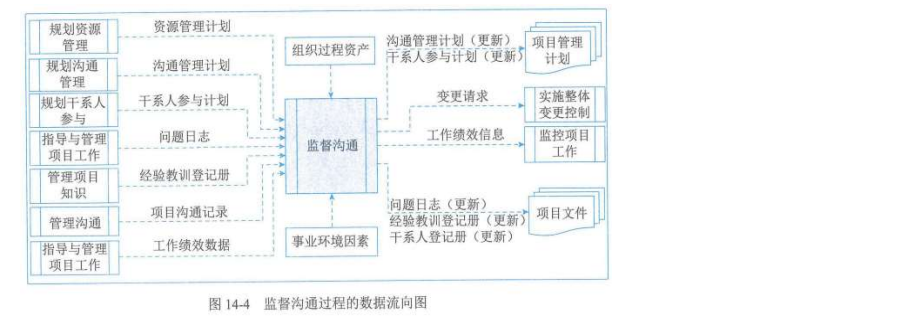 规划资源
管理
资源管理计划
规划沟通
管理
沟通管理计划
规划干系人
参与
干系人参与计划
指导与管理
项目工作
问题日志
管理项目
知识
经验教训登记册
管理沟通
项目沟通记录
指导与管理
项目工作
工作绩效数据
组织过程资产
监督沟通
事业环境因素
沟通管理计划（更新）
干系人参与计划（更新）
项目管理
计划
变更请求
实施整体
变更控制
工作绩效信息
监控项目
工作
问题日志（更新）
经验教训登记册（更新）
干系人登记册（更新）
项目文件
图 14-4 监督沟通过程的数据流向图